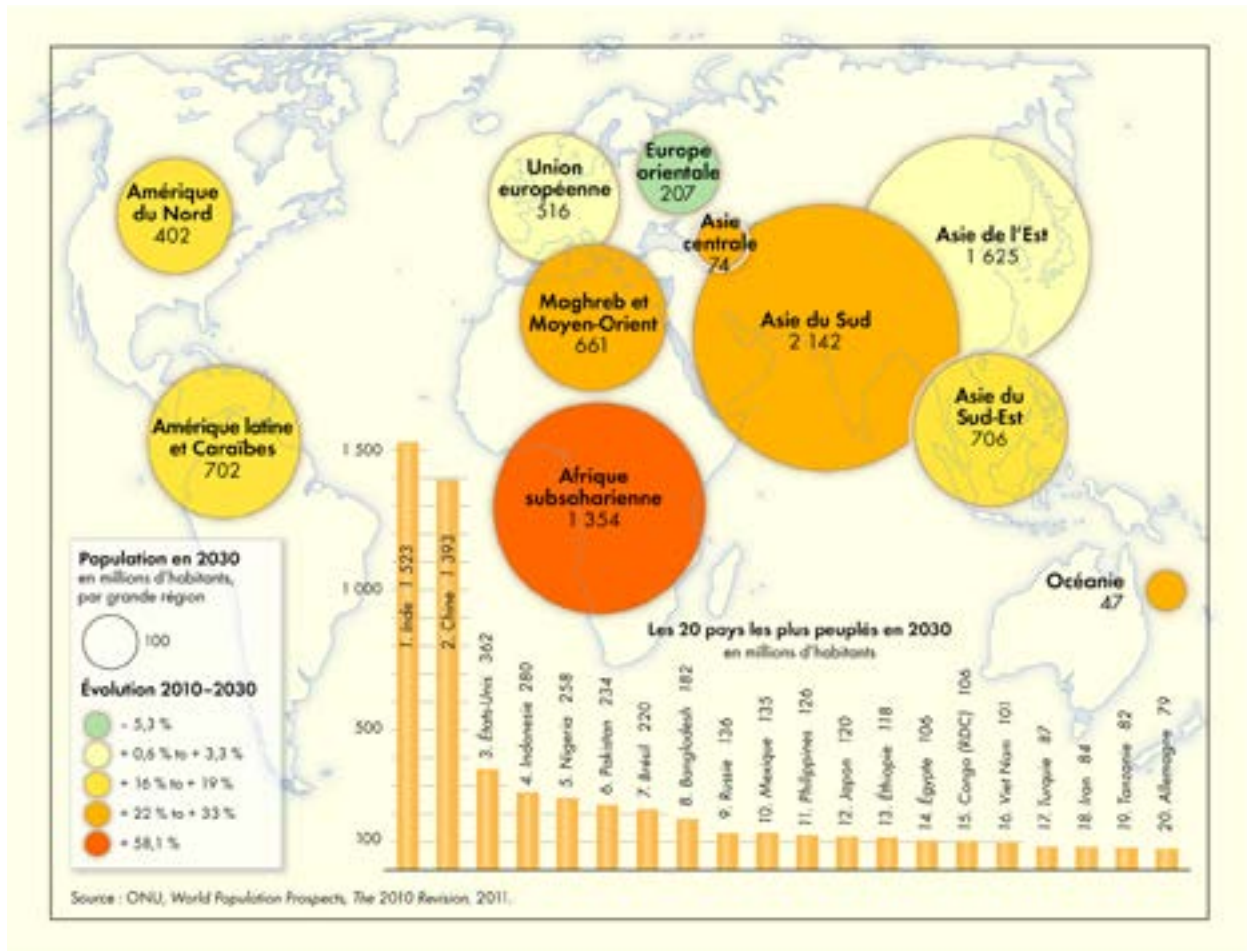 Amérique
du Nord
402
Union
européenne
516
Europe
orientale
207
Asie
centrale
74
Asie de l'Est
1 625
Maghreb et
Moyen-Orient
661
Asie du Sud
2 142
Amérique latine
et Caraïbes
702
Asie du
Sud-Est
706
Afrique
subsaharienne
1 354
Océanie
47
Population en 2030
en millions d'habitants,
par grande région
100
Évolution 2010–2030
- 5,3 %
+ 0,6 % to + 3,3 %
+ 16 % to + 19 %
+ 22 % to + 33 %
+ 58,1 %
Les 20 pays les plus peuplés en 2030
en millions d'habitants
1 500
1 000
500
100
1. Inde 1 523
2. Chine 1 393
3. États-Unis 362
4. Indonesie 280
5. Nigeria 258
6. Pakistan 234
7. Brésil 220
8. Bangladesh 182
9. Russie 136
10. Mexique 135
11. Philippines 126
12. Japon 120
13. Éthiopie 118
14. Égypte 106
15. Congo (RDC) 106
16. Viet Nam 101
17. Turquie 87
18. Iran 84
19. Tanzanie 82
20. Allemagne 79
Source : ONU, World Population Prospects, The 2010 Revision. 2011.